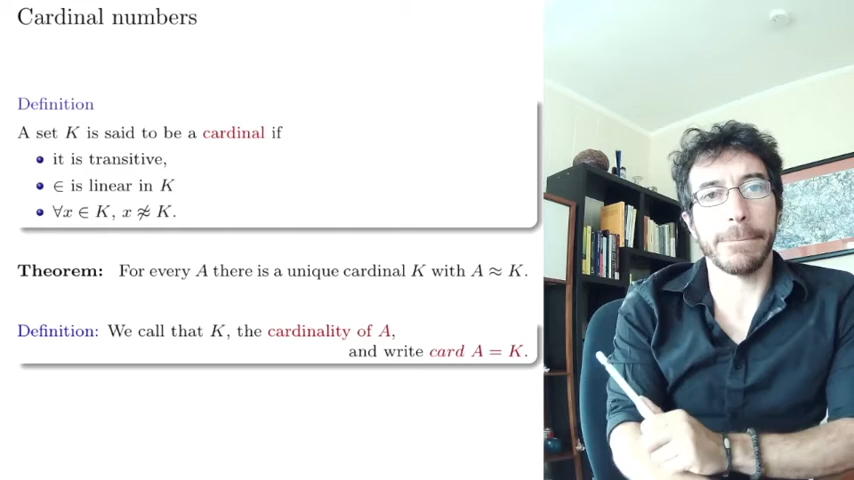 Cardinal numbers
Definition
A set K is said to be a cardinal if
it is transitive,
∈ is linear in K
∀x ∈ K, x ≉ K.
Theorem: For every A there is a unique cardinal K with A ≈ K.
Definition: We call that K, the cardinality of A,
and write card A = K.